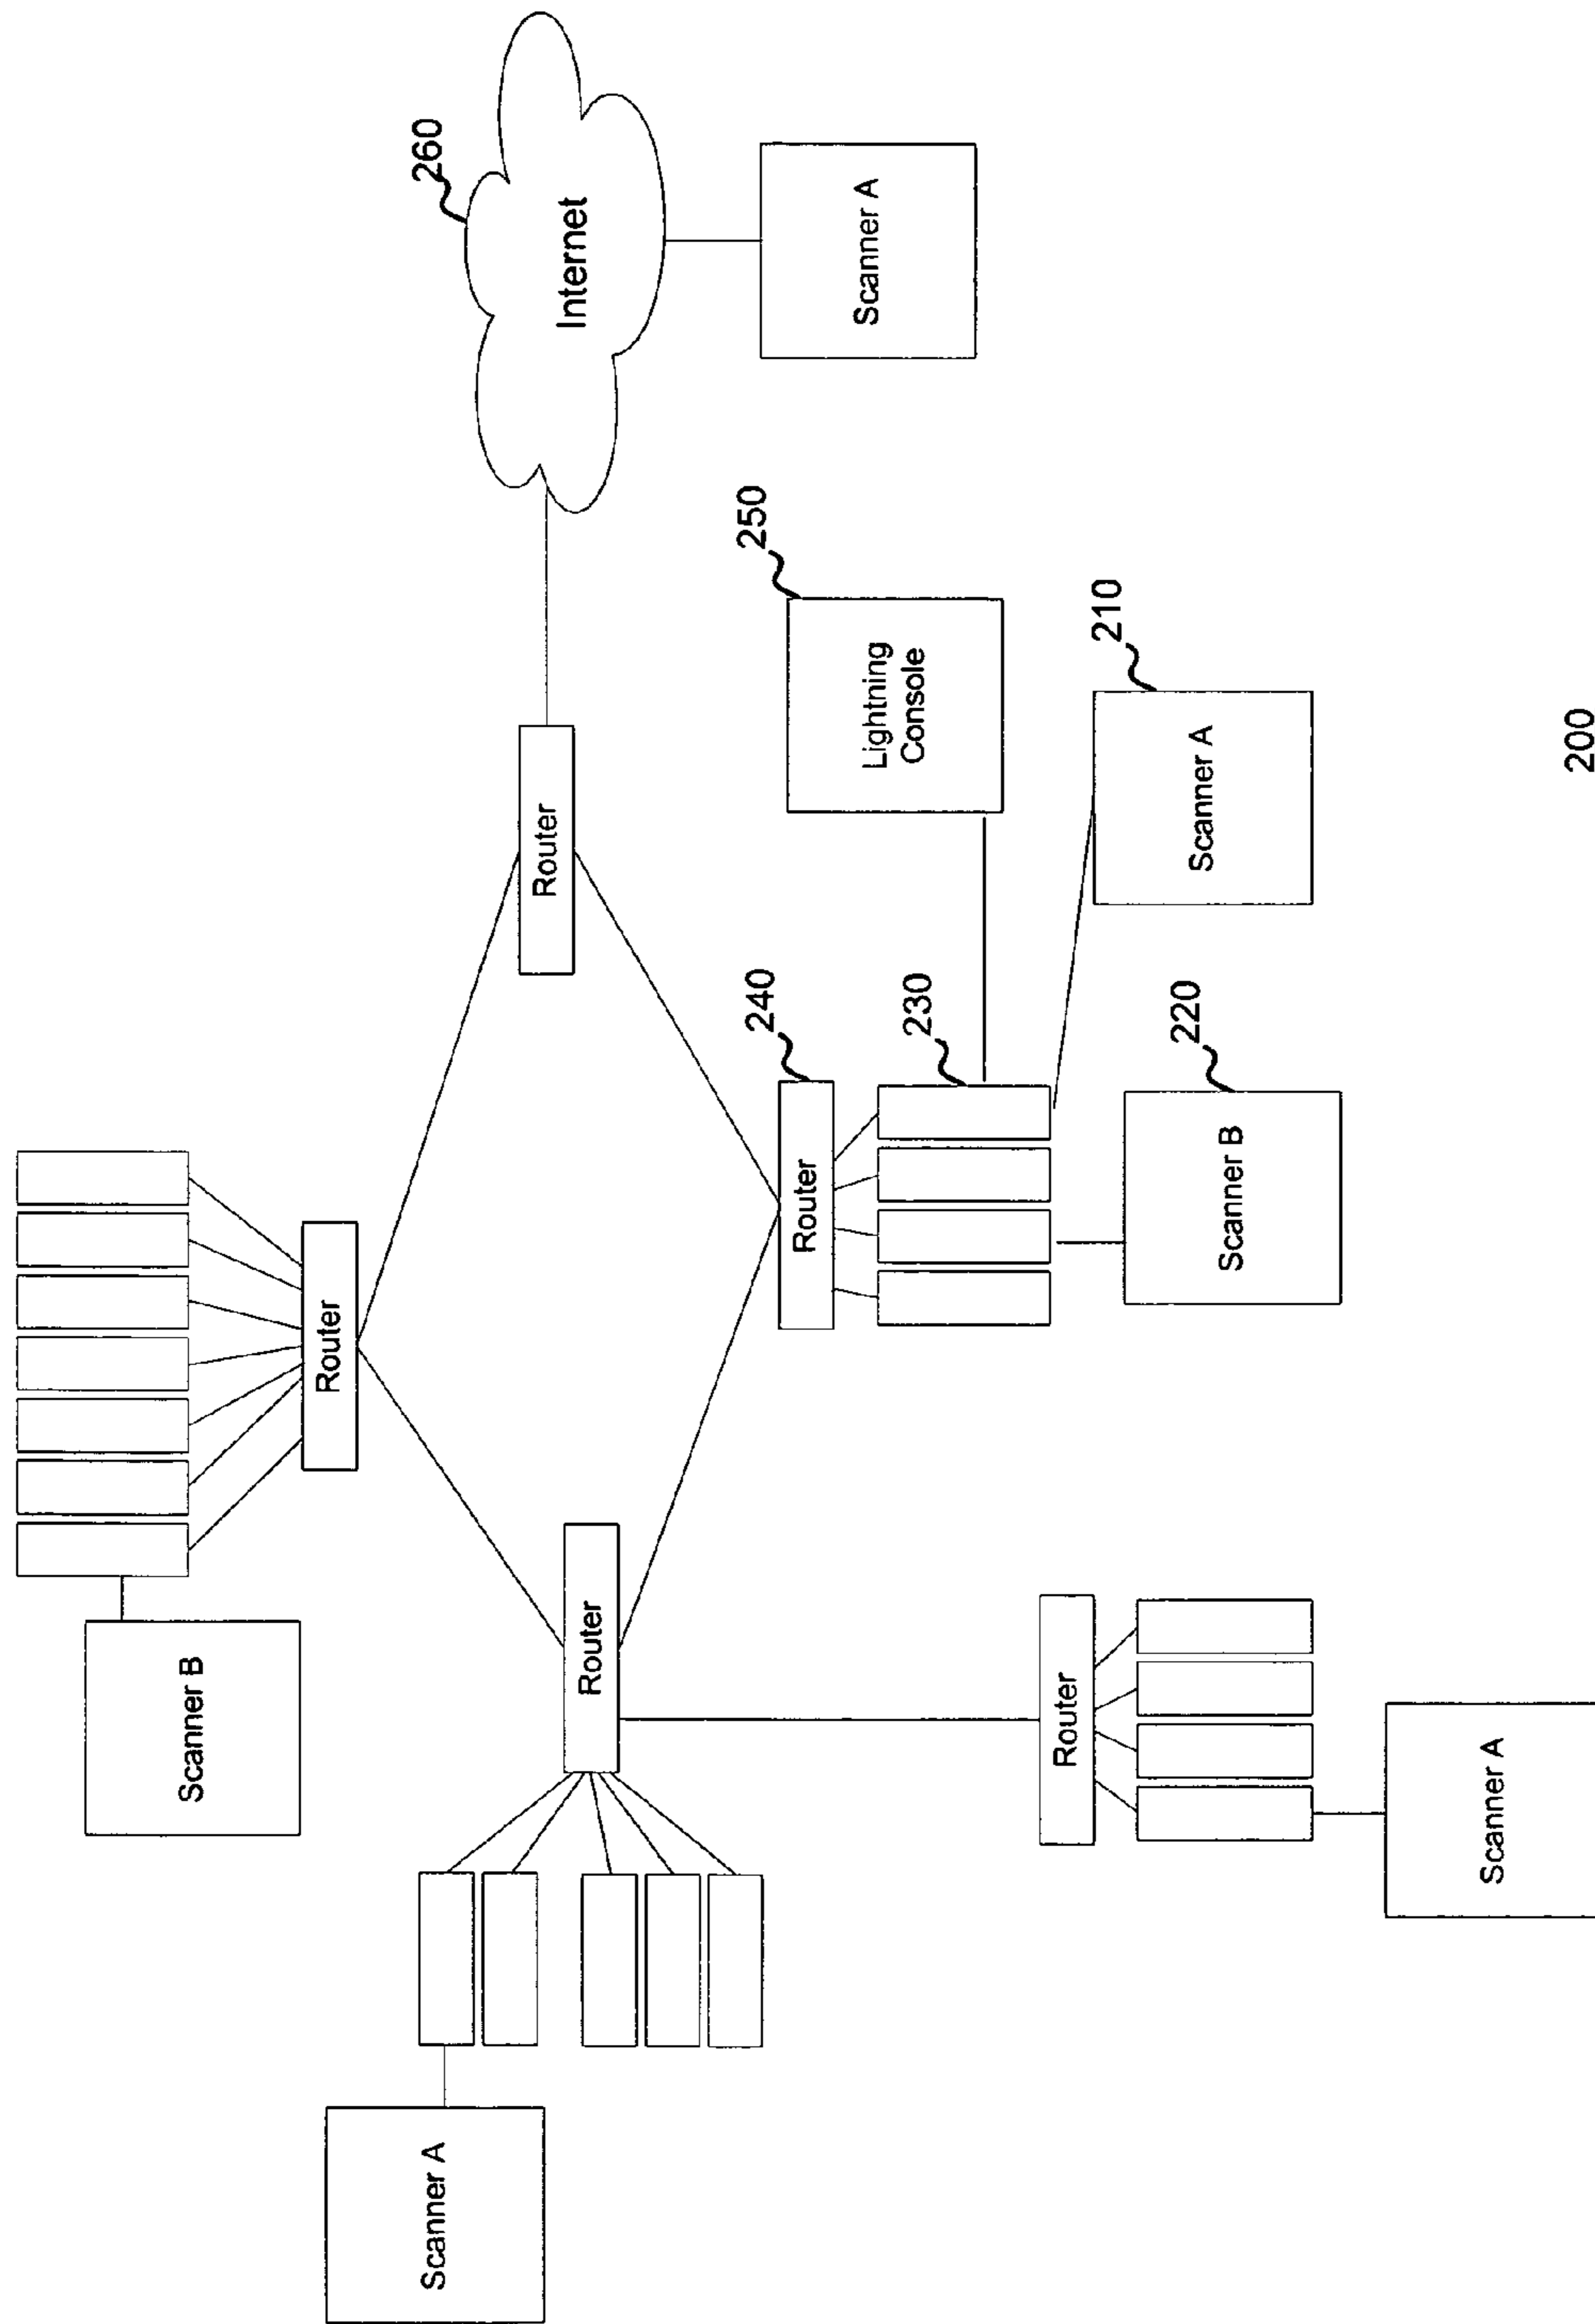 Scanner B
Router
260
Scanner A
Router
Internet
Router
250
240
Router
Scanner A
Lightning
Console
230
Router
210
220
Scanner A
Scanner B
Scanner A
200